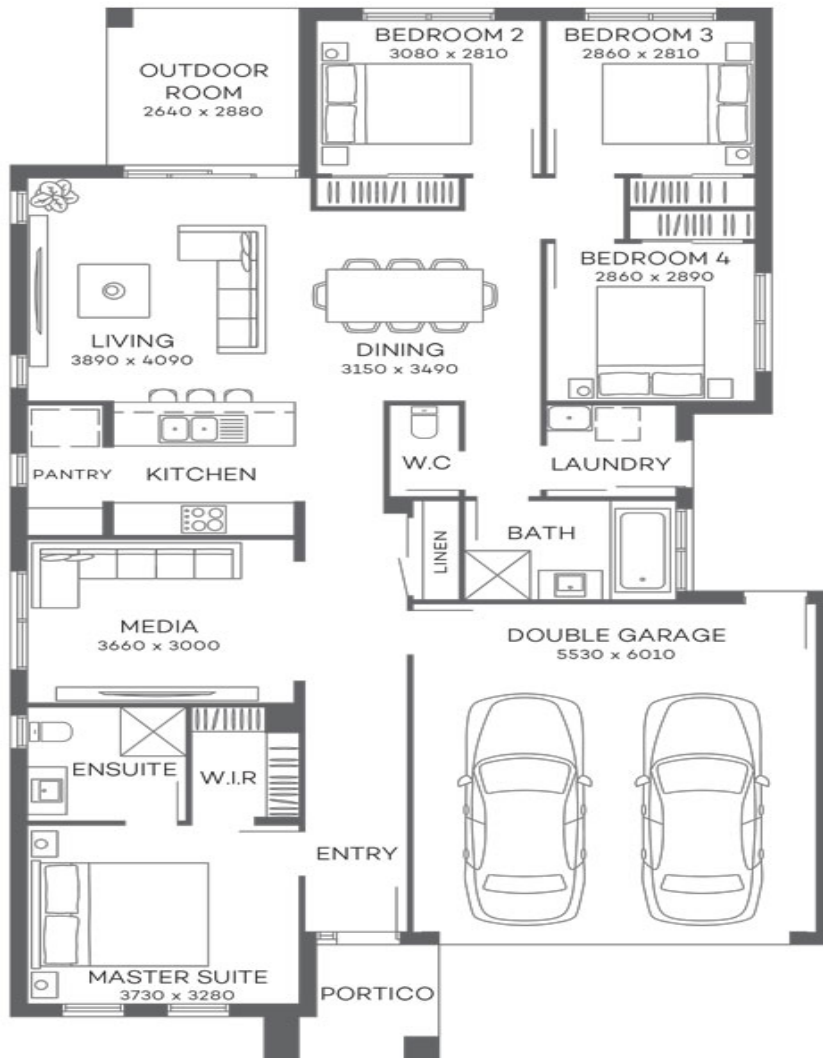 BEDROOM 2
3080 x 2810
BEDROOM 3
2860 x 2810
OUTDOOR
ROOM
2640 x 2880
BEDROOM 4
2860 x 2890
LIVING
3890 x 4090
DINING
3150 x 3490
PANTRY
KITCHEN
W.C
LAUNDRY
LINEN
BATH
MEDIA
3660 x 3000
DOUBLE GARAGE
5530 x 6010
ENSUITE
W.I.R
ENTRY
MASTER SUITE
3730 x 3280
PORTICO